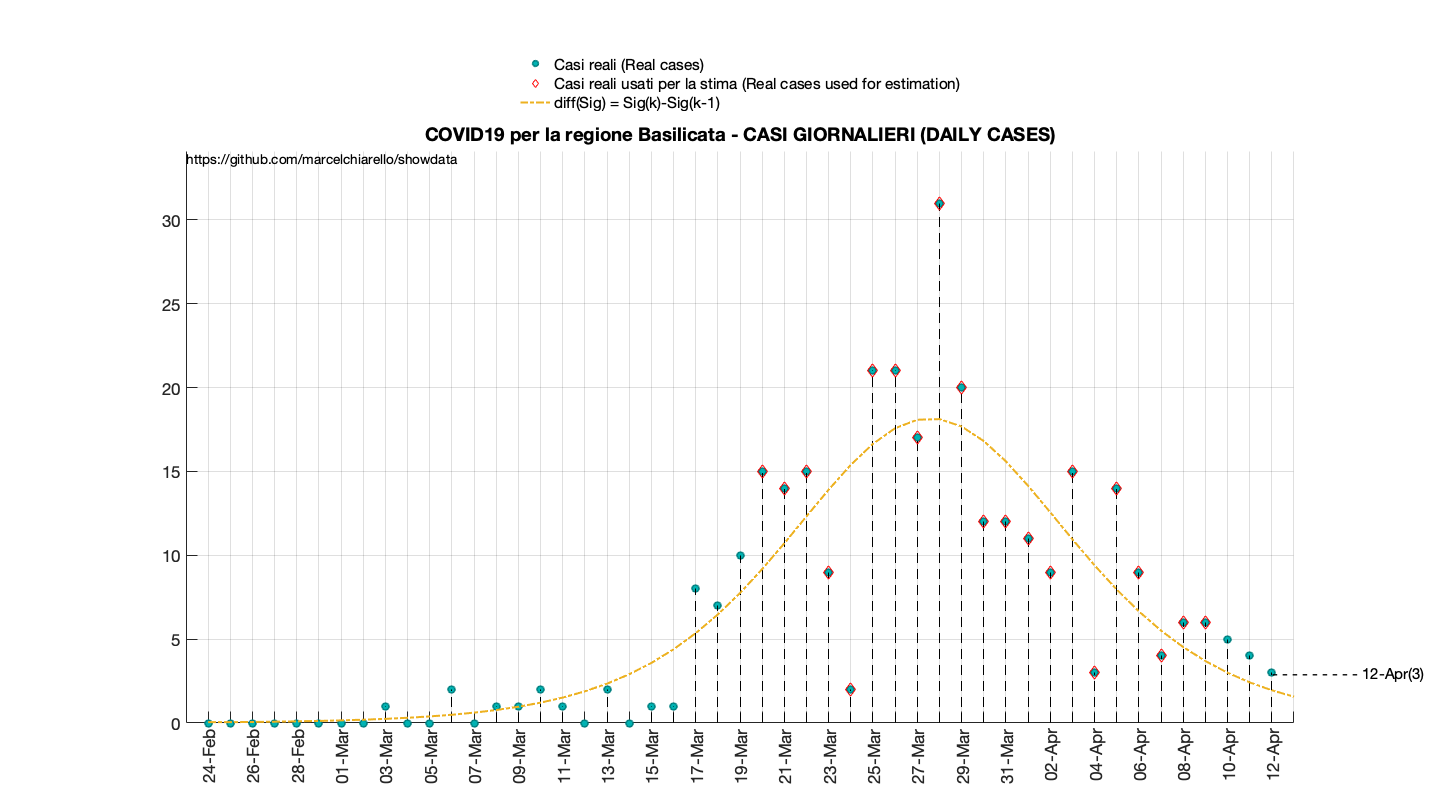 Casi reali (Real cases)
Casi reali usati per la stima (Real cases used for estimation)
diff(Sig) = Sig(k)-Sig(k-1)
COVID19 per la regione Basilicata - CASI GIORNALIERI (DAILY CASES)
https://github.com/marcelchiarello/showdata
30
25
20
15
10
5
0
12-Apr(3)
24-Feb
26-Feb
28-Feb
01-Mar
03-Mar
05-Mar
07-Mar
09-Mar
11-Mar
13-Mar
15-Mar
17-Mar
19-Mar
21-Mar
23-Mar
25-Mar
27-Mar
29-Mar
31-Mar
02-Apr
04-Apr
06-Apr
08-Apr
10-Apr
12-Apr